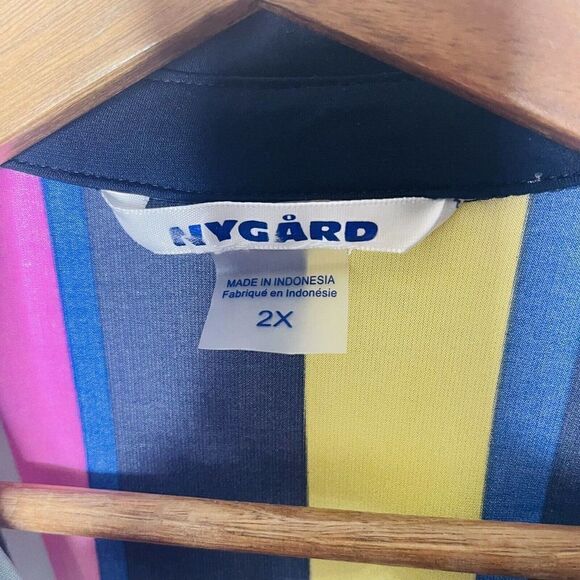 NYGÅRD
MADE IN INDONESIA
Fabriqué en Indonésie
2X